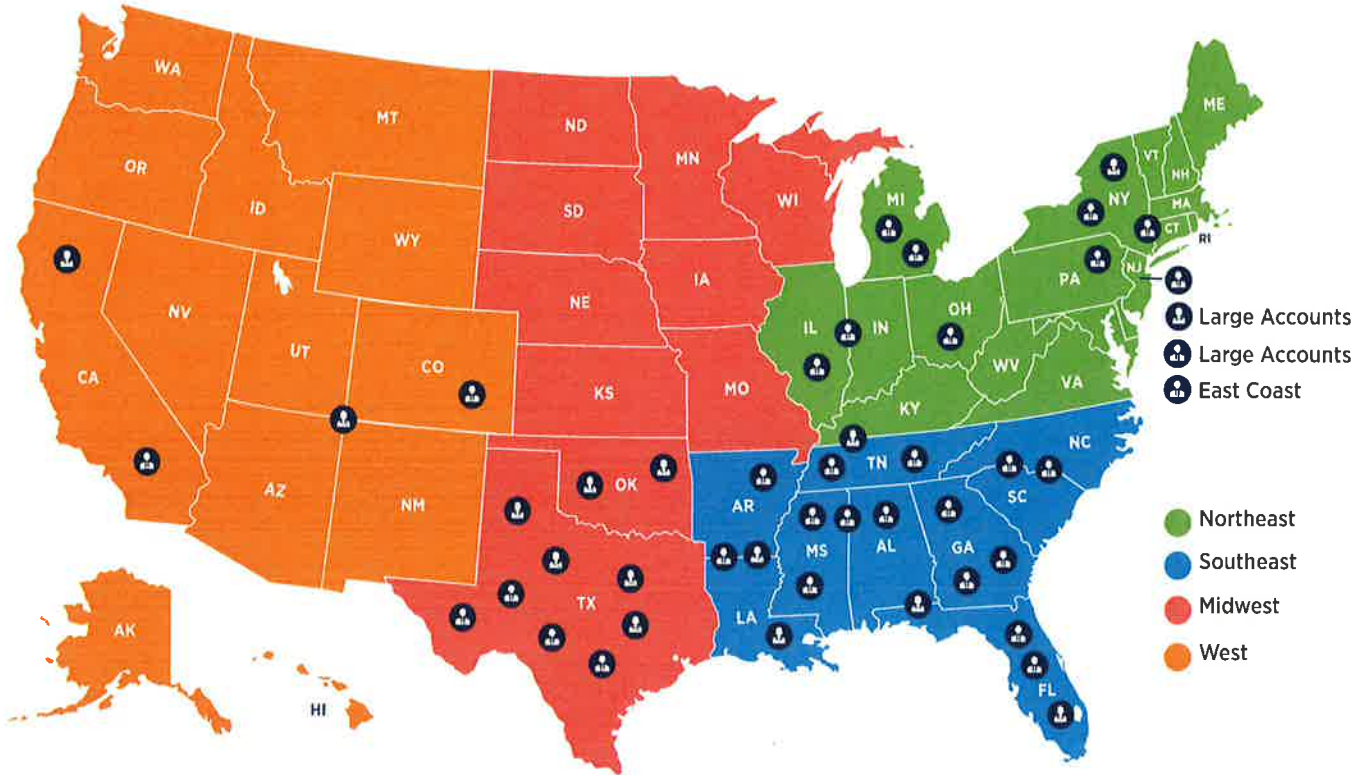 WA
MT
ND
MN
ME
OR
ID
SD
WI
MI
VT
NH
NY
MA
CT
RI
WY
IA
PA
NJ
NE
NV
UT
CO
IL
IN
OH
Large Accounts
Large Accounts
East Coast
CA
KS
MO
WV
VA
KY
AZ
NM
OK
AR
TN
NC
SC
MS
AL
GA
TX
LA
FL
AK
HI
Northeast
Southeast
Midwest
West